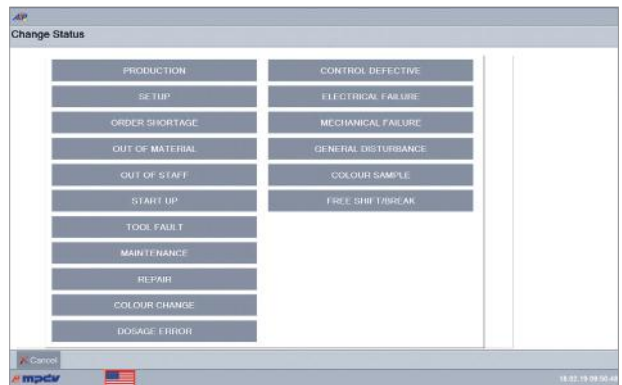 AIP
Change Status
PRODUCTION
SETUP
ORDER SHORTAGE
OUT OF MATERIAL
OUT OF STAFF
START UP
TOOL FAULT
MAINTENANCE
REPAIR
COLOUR CHANGE
DOSAGE ERROR
CONTROL DEFECTIVE
ELECTRICAL FAILURE
MECHANICAL FAILURE
GENERAL DISTURBANCE
COLOUR SAMPLE
FREE SHIFT/BREAK
Cancel
mpdv